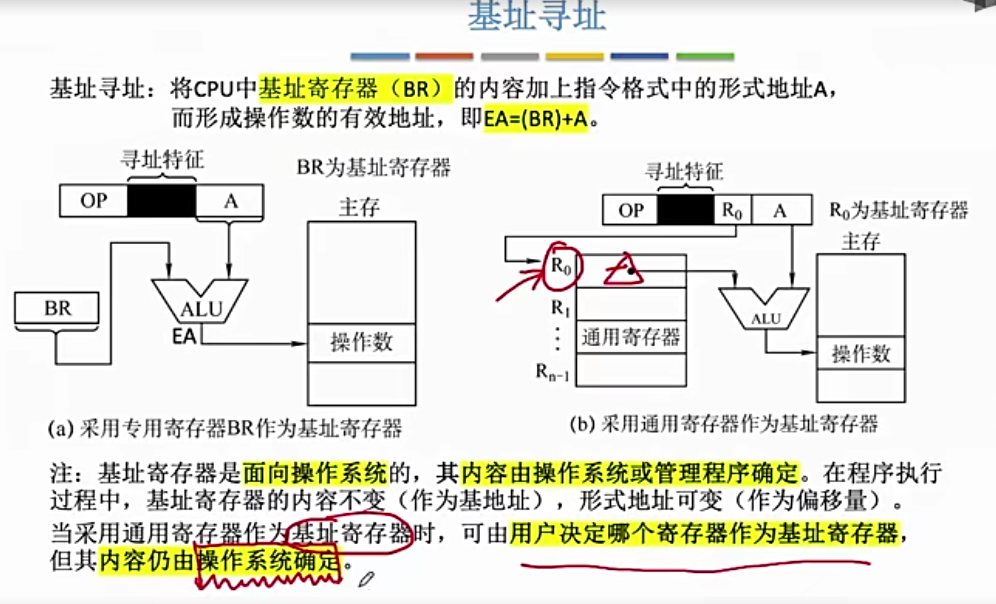 基址寻址
基址寻址：将CPU中基址寄存器（BR）的内容加上指令格式中的形式地址A，
而形成操作数的有效地址，即EA=(BR)+A。
寻址特征
BR为基址寄存器
OP
A
主存
BR
ALU
EA
操作数
(a) 采用专用寄存器BR作为基址寄存器
寻址特征
OP
R₀
A
R₀为基址寄存器
主存
R₀
R₁
⋮
通用寄存器
Rₙ₋₁
ALU
操作数
(b) 采用通用寄存器作为基址寄存器
注：基址寄存器是面向操作系统的，其内容由操作系统或管理程序确定。在程序执行
过程中，基址寄存器的内容不变（作为基地址），形式地址可变（作为偏移量）。
当采用通用寄存器作为基址寄存器时，可由用户决定哪个寄存器作为基址寄存器，
但其内容仍由操作系统确定。